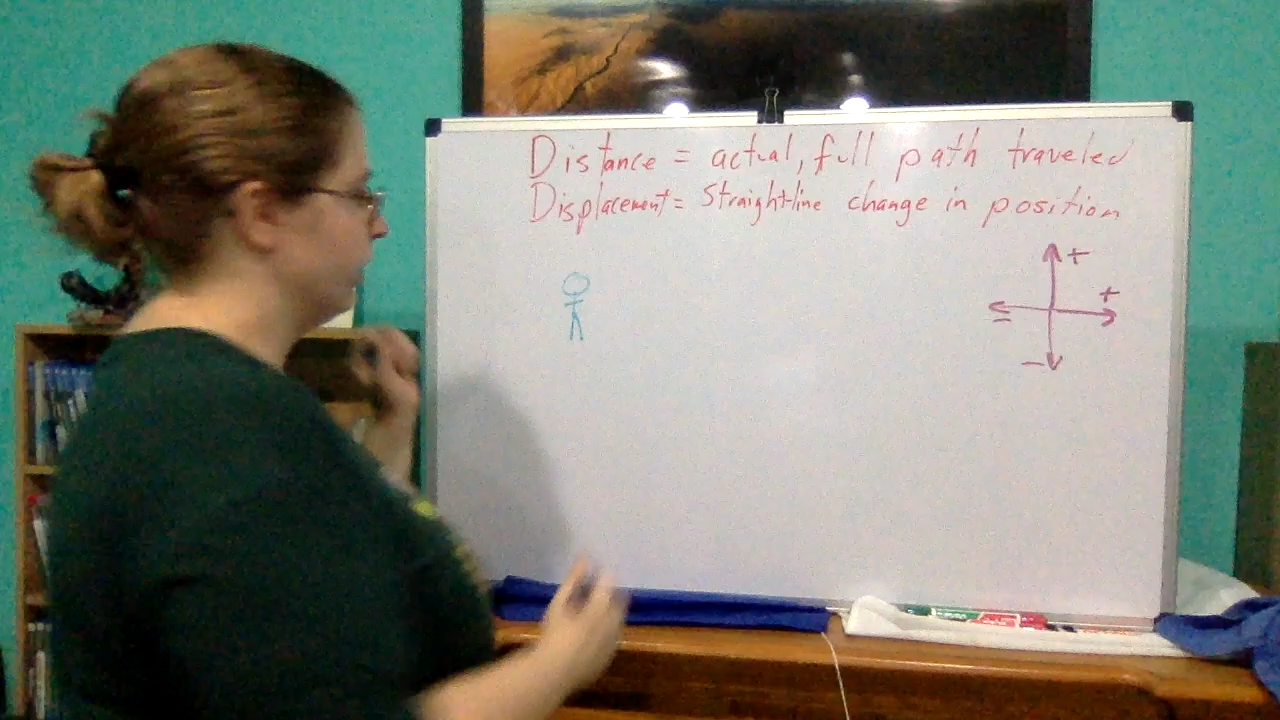 Distance = actual, full path traveled
Displacement = Straight-line change in position
+
+
-
-